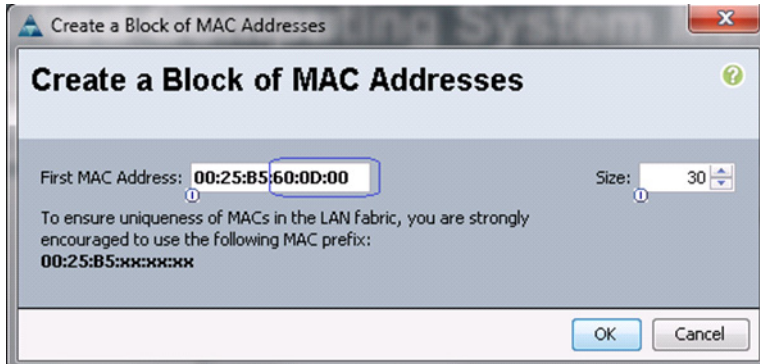 Create a Block of MAC Addresses
Create a Block of MAC Addresses
First MAC Address: 00:25:B5:60:0D:00 Size: 30
To ensure uniqueness of MACs in the LAN fabric, you are strongly
encouraged to use the following MAC prefix:
00:25:B5:xx:xx:xx
OK Cancel